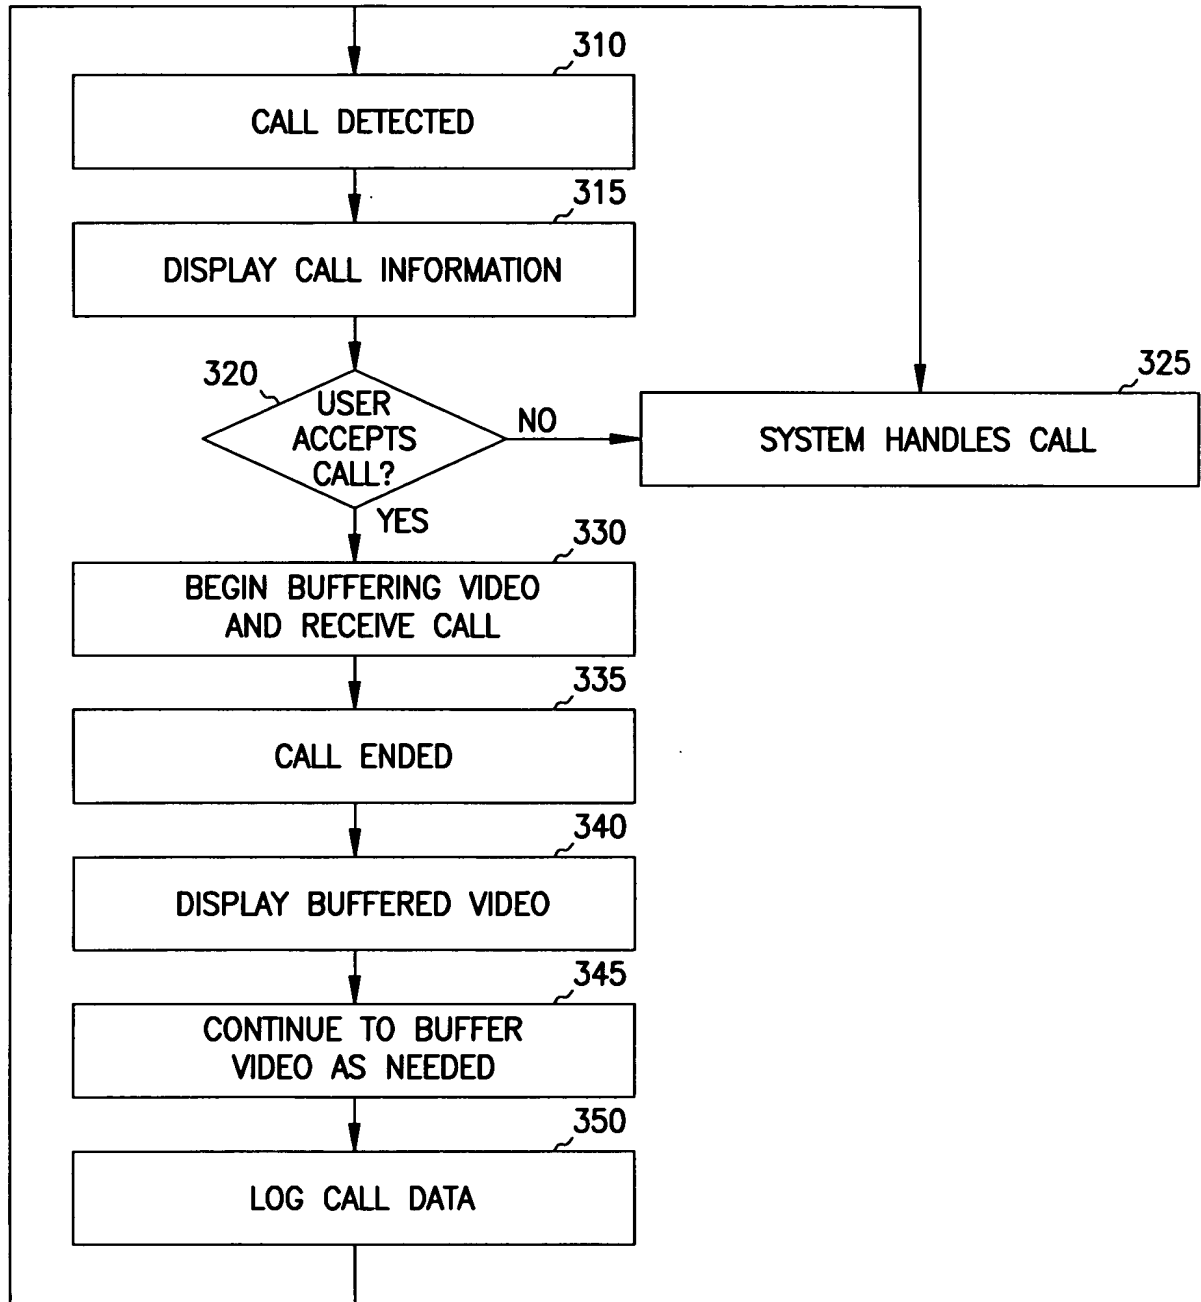 310
CALL DETECTED
315
DISPLAY CALL INFORMATION
320
USER
ACCEPTS
CALL?
NO
325
SYSTEM HANDLES CALL
YES
330
BEGIN BUFFERING VIDEO
AND RECEIVE CALL
335
CALL ENDED
340
DISPLAY BUFFERED VIDEO
345
CONTINUE TO BUFFER
VIDEO AS NEEDED
350
LOG CALL DATA